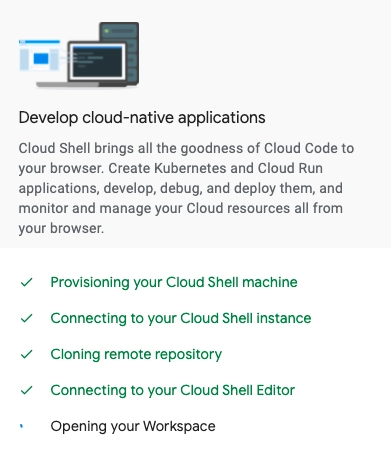 Develop cloud-native applications
Cloud Shell brings all the goodness of Cloud Code to
your browser. Create Kubernetes and Cloud Run
applications, develop, debug, and deploy them, and
monitor and manage your Cloud resources all from
your browser.
Provisioning your Cloud Shell machine
Connecting to your Cloud Shell instance
Cloning remote repository
Connecting to your Cloud Shell Editor
Opening your Workspace